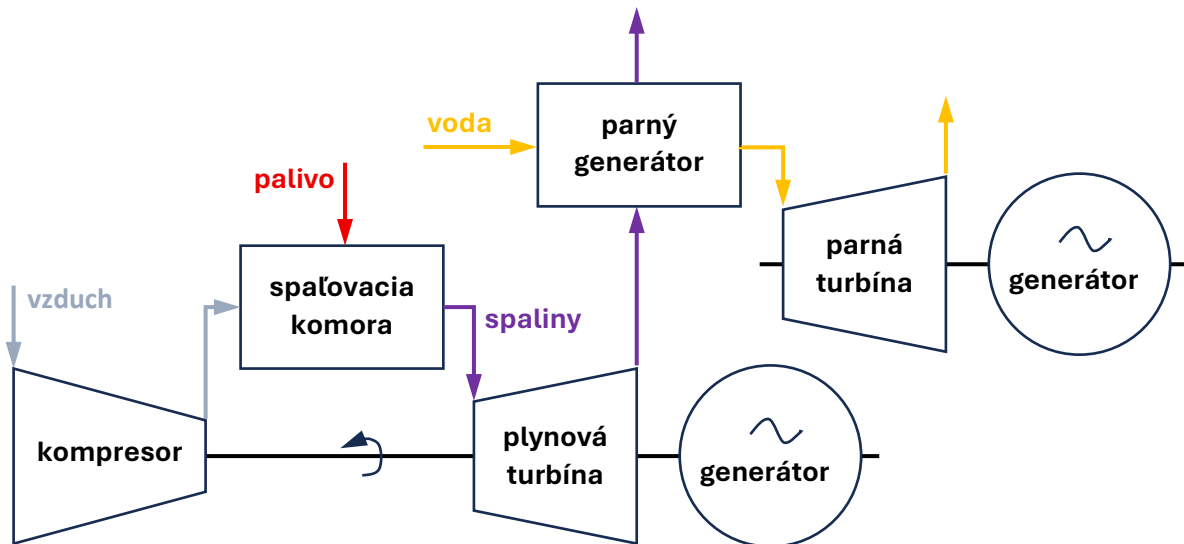 voda
parný
generátor
palivo
parná
turbína
generátor
vzduch
spaľovacia
komora
spaliny
kompresor
plynová
turbína
generátor